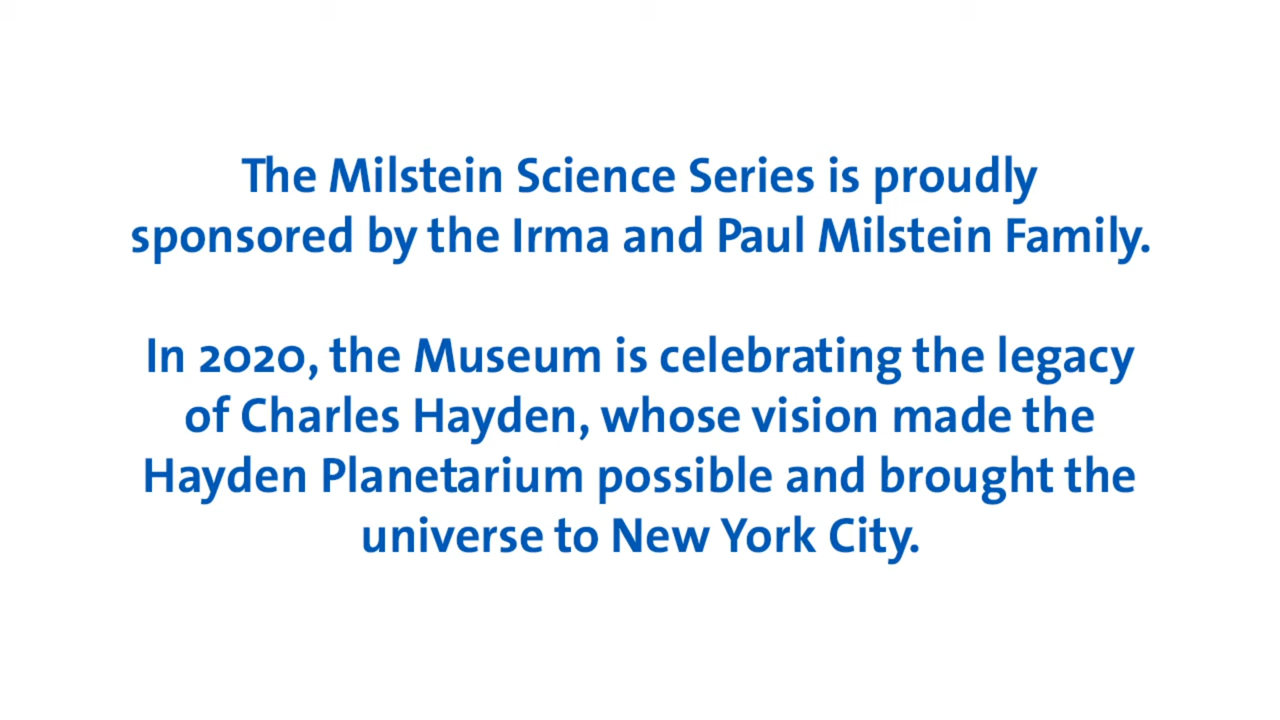 The Milstein Science Series is proudly
sponsored by the Irma and Paul Milstein Family.
In 2020, the Museum is celebrating the legacy
of Charles Hayden, whose vision made the
Hayden Planetarium possible and brought the
universe to New York City.